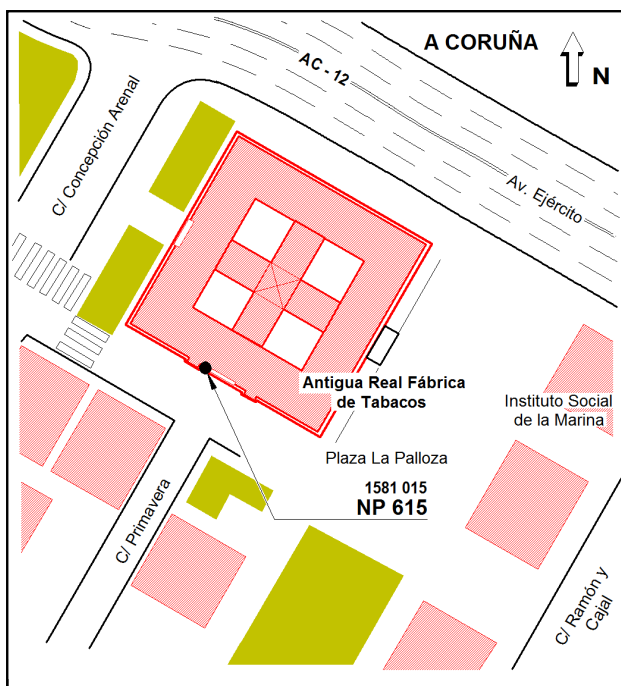 A CORUÑA
N
AC - 12
C/ Concepción Arenal
Av. Ejército
Antigua Real Fábrica
de Tabacos
Instituto Social
de la Marina
Plaza La Palloza
1581 015
NP 615
C/ Primavera
C/ Ramón y
Cajal